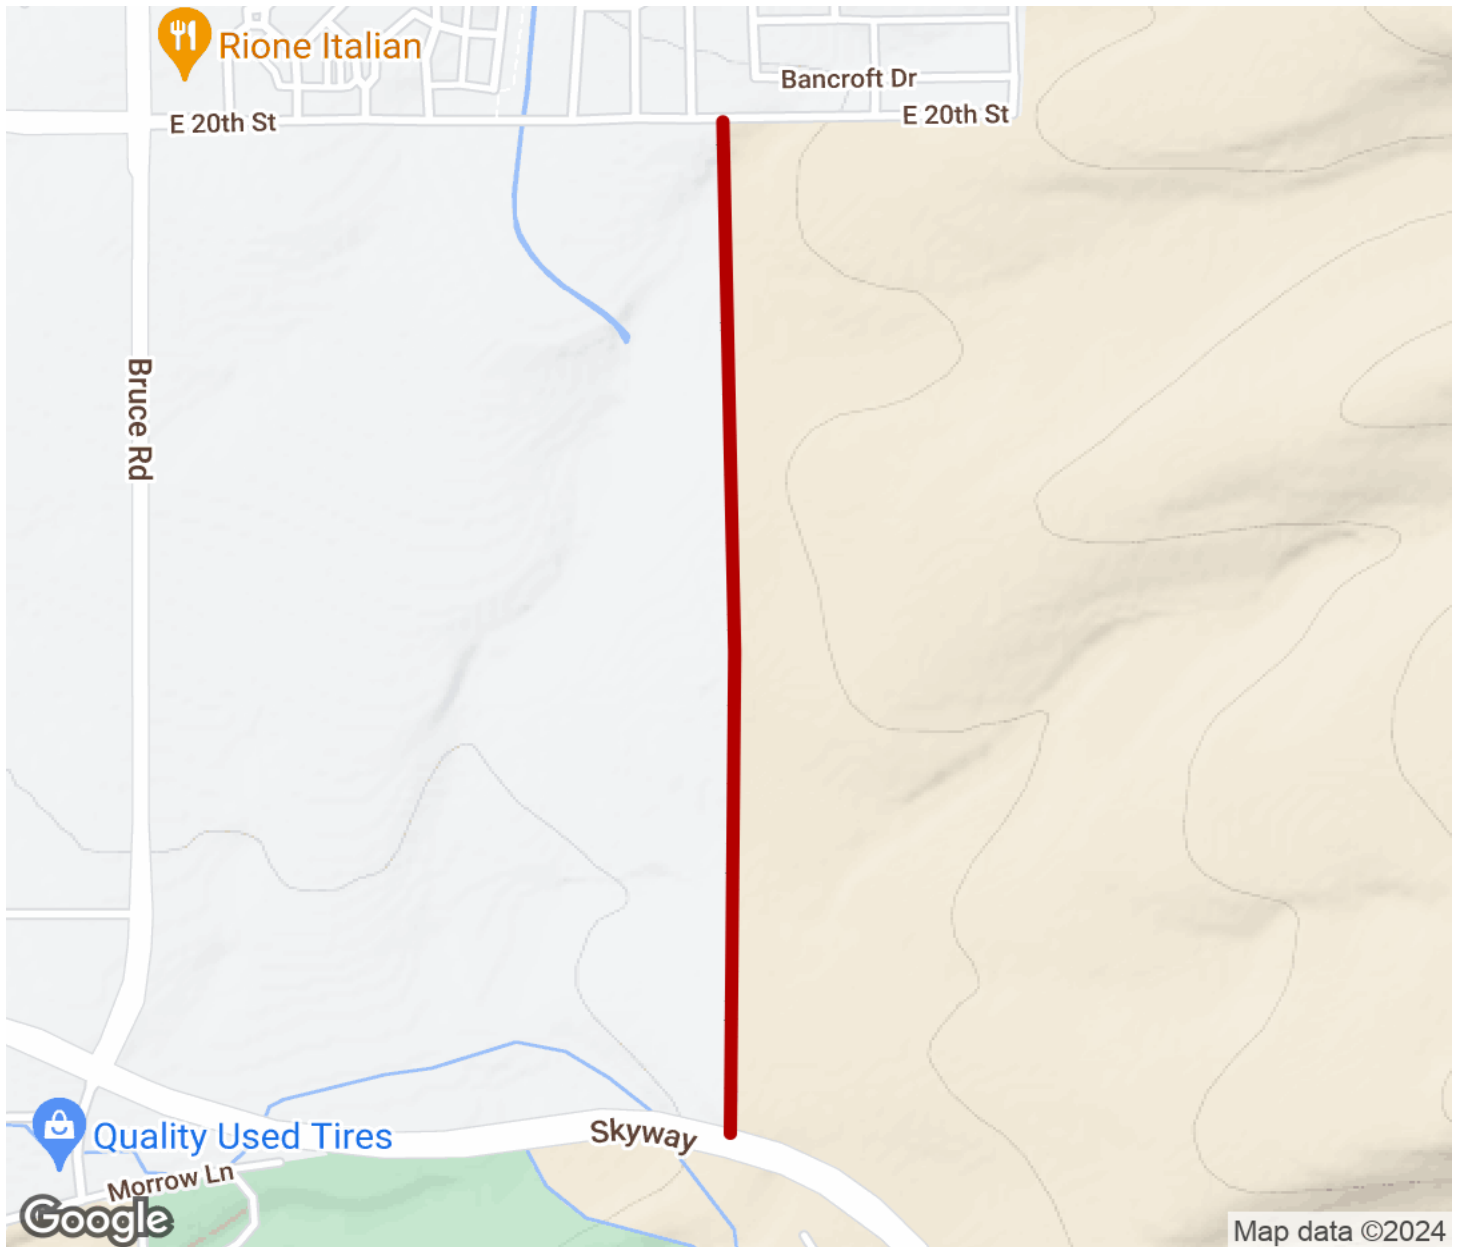 Rione Italian
Bancroft Dr
E 20th St
E 20th St
Bruce Rd
Skyway
Quality Used Tires
Morrow Ln
Google
Map data ©2024